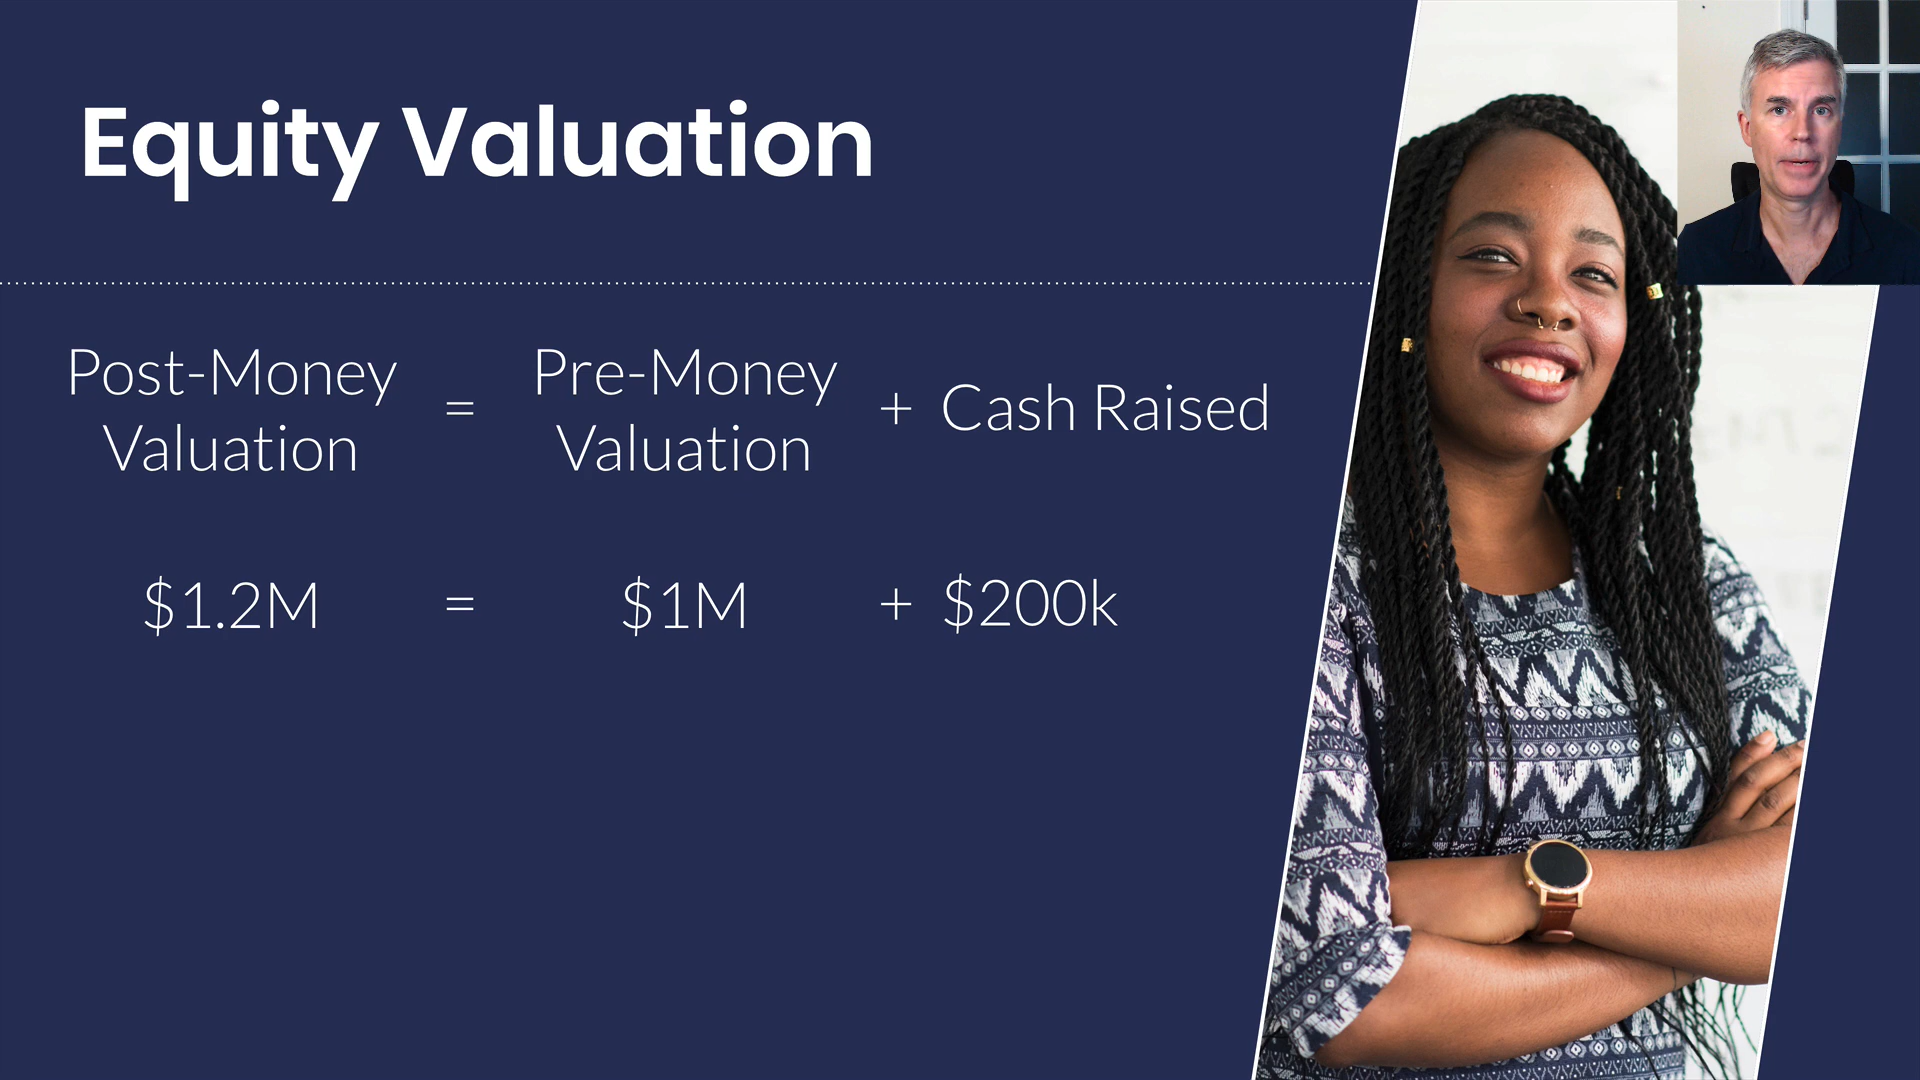 Equity Valuation
Post-Money Valuation = Pre-Money Valuation + Cash Raised
$1.2M = $1M + $200k